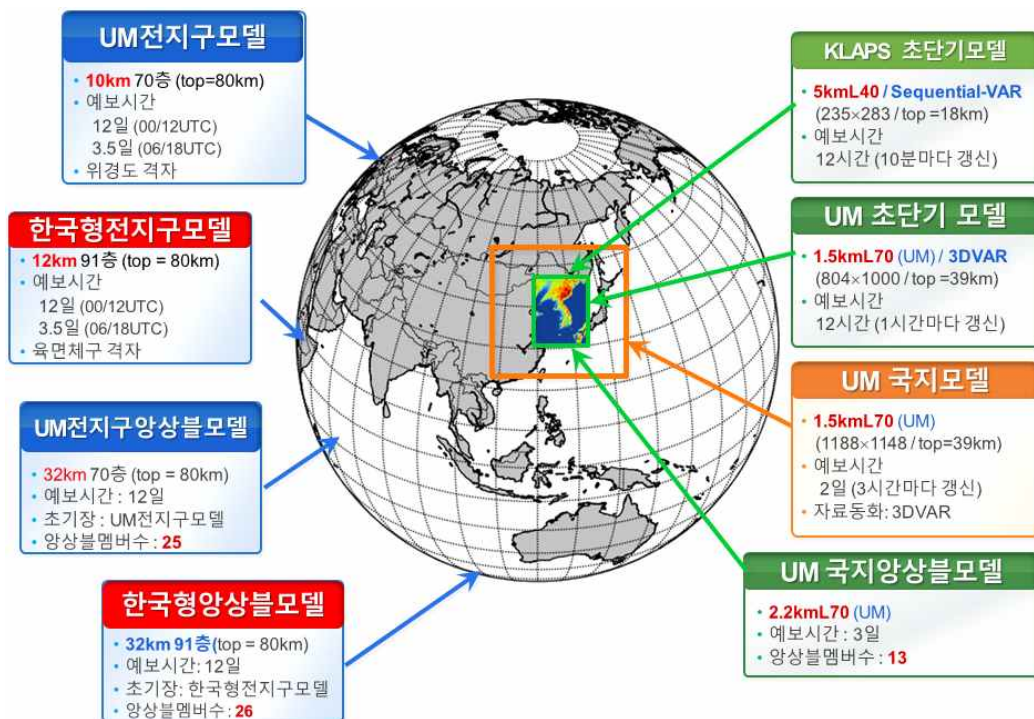 UM전지구모델
• 10km 70층 (top=80km)
• 예보시간
12일 (00/12UTC)
3.5일 (06/18UTC)
• 위경도 격자
한국형전지구모델
• 12km 91층 (top = 80km)
• 예보시간
12일 (00/12UTC)
3.5일 (06/18UTC)
• 육면체구 격자
UM전지구앙상블모델
• 32km 70층 (top = 80km)
• 예보시간 : 12일
• 초기장 : UM전지구모델
• 앙상블멤버수 : 25
한국형앙상블모델
• 32km 91층(top = 80km)
• 예보시간: 12일
• 초기장: 한국형전지구모델
• 앙상블멤버수 : 26
KLAPS 초단기모델
• 5kmL40 / Sequential-VAR
(235×283 / top =18km)
• 예보시간
12시간 (10분마다 갱신)
UM 초단기 모델
• 1.5kmL70 (UM) / 3DVAR
(804×1000 / top =39km)
• 예보시간
12시간 (1시간마다 갱신)
UM 국지모델
• 1.5kmL70 (UM)
(1188×1148 / top=39km)
• 예보시간
2일 (3시간마다 갱신)
• 자료동화: 3DVAR
UM 국지앙상블모델
• 2.2kmL70 (UM)
• 예보시간 : 3일
• 앙상블멤버수 : 13